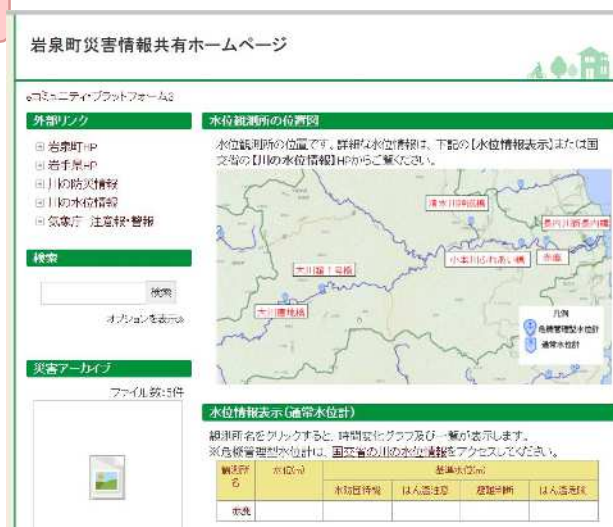 岩泉町災害情報共有ホームページ
eコミュニティ・プラットフォーム3
外部リンク
岩泉町HP
岩手県HP
川の防災情報
川の水位情報
気象庁 注意報・警報
検索
検索
オプションを表示
災害アーカイブ
ファイル数:5件
水位観測所の位置図
水位観測所の位置です。詳細な水位情報は、下記の【水位情報表示】または国
交省の【川の水位情報】HPからご覧ください。
長内川新長内橋
小本川ふれあい橋
赤鹿
大川第1号橋
凡例
危機管理型水位計
通常水位計
水位情報表示(通常水位計)
観測所名をクリックすると、時間変化グラフ及び一覧が表示します。
※危機管理型水位計は、国交省の川の水位情報をアクセスしてください。
観測所名
水位(m)
基準水位(m)
水防団待機
はん濫注意
避難判断
はん濫危険
赤鹿